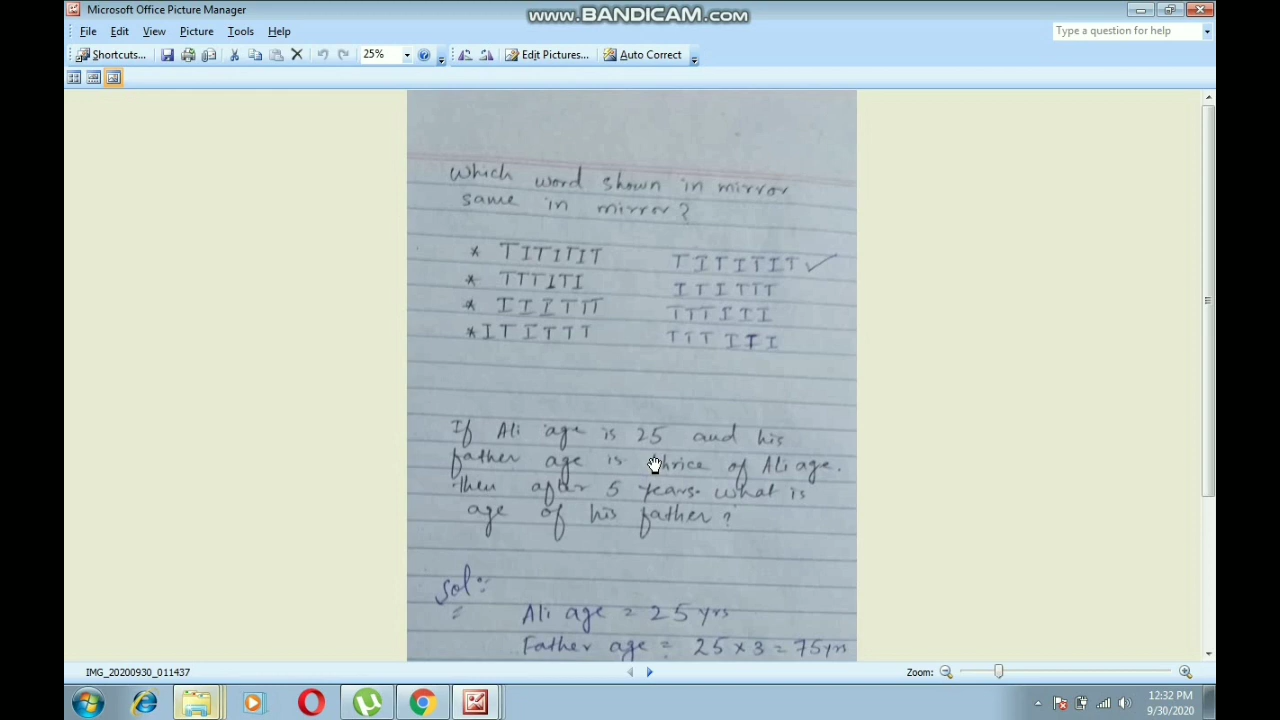 Microsoft Office Picture Manager
www.BANDICAM.com
File Edit View Picture Tools Help
Type a question for help
Shortcuts... 25% Edit Pictures... Auto Correct
Which word shown in mirror
same in mirror?
* TITITIT TITITIT ✓
* TTTITI ITITTT
* IIITTT TTTIII
* ITITTT TTTITI
If Ali age is 25 and his
father age is thrice of Ali age.
Then after 5 years. what is
age of his father?
Sol:
Ali age = 25 yrs
Father age = 25 × 3 = 75 yrs
IMG_20200930_011437
Zoom:
12:32 PM
9/30/2020